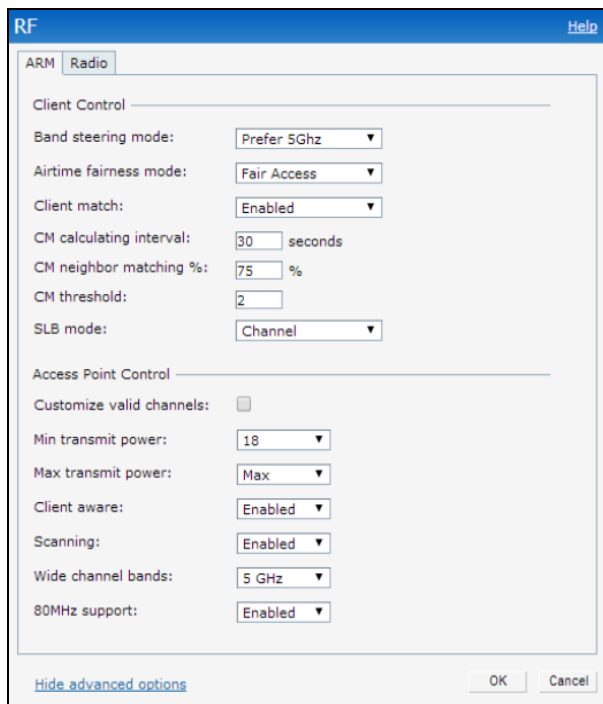 RF Help
ARM Radio
Client Control
Band steering mode: Prefer 5Ghz
Airtime fairness mode: Fair Access
Client match: Enabled
CM calculating interval: 30 seconds
CM neighbor matching %: 75 %
CM threshold: 2
SLB mode: Channel
Access Point Control
Customize valid channels:
Min transmit power: 18
Max transmit power: Max
Client aware: Enabled
Scanning: Enabled
Wide channel bands: 5 GHz
80MHz support: Enabled
Hide advanced options OK Cancel